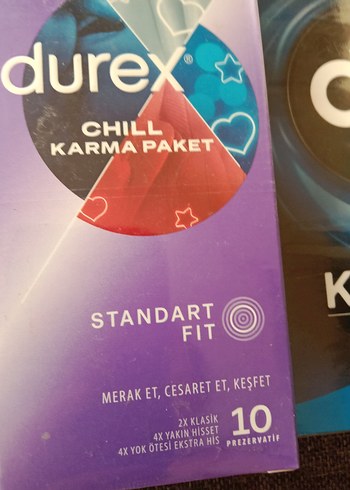 durex®
CHILL
KARMA PAKET
STANDART
FIT
MERAK ET, CESARET ET, KEŞFET
2X KLASİK
4X YAKIN HİSSET
4X YOK ÖTESİ EKSTRA HİS
10
PREZERVATİF
K